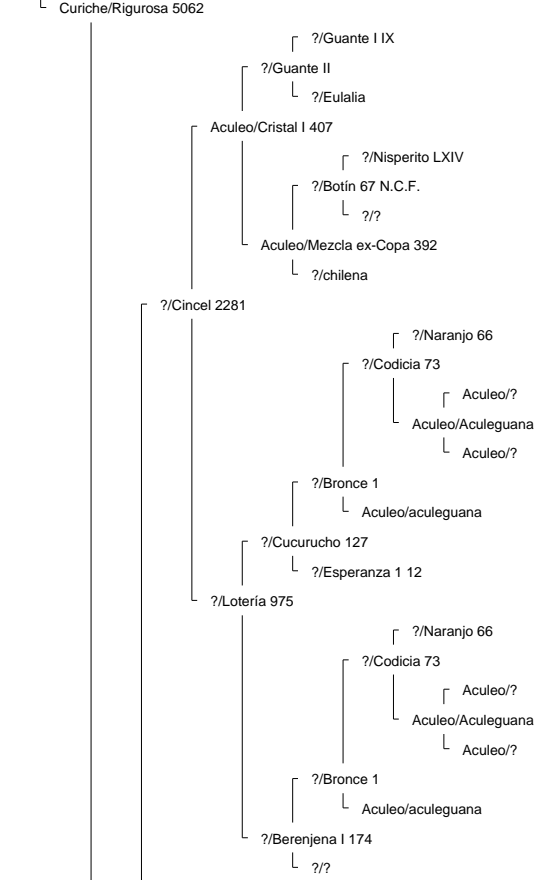 Curiche/Rigurosa 5062
?/Guante I IX
?/Guante II
?/Eulalia
Aculeo/Cristal I 407
?/Nisperito LXIV
?/Botín 67 N.C.F.
?/?
Aculeo/Mezcla ex-Copa 392
?/chilena
?/Cincel 2281
?/Naranjo 66
?/Codicia 73
Aculeo/?
Aculeo/Aculeguana
Aculeo/?
?/Bronce 1
Aculeo/aculeguana
?/Cucurucho 127
?/Esperanza 1 12
?/Lotería 975
?/Naranjo 66
?/Codicia 73
Aculeo/?
Aculeo/Aculeguana
Aculeo/?
?/Bronce 1
Aculeo/aculeguana
?/Berenjena I 174
?/?